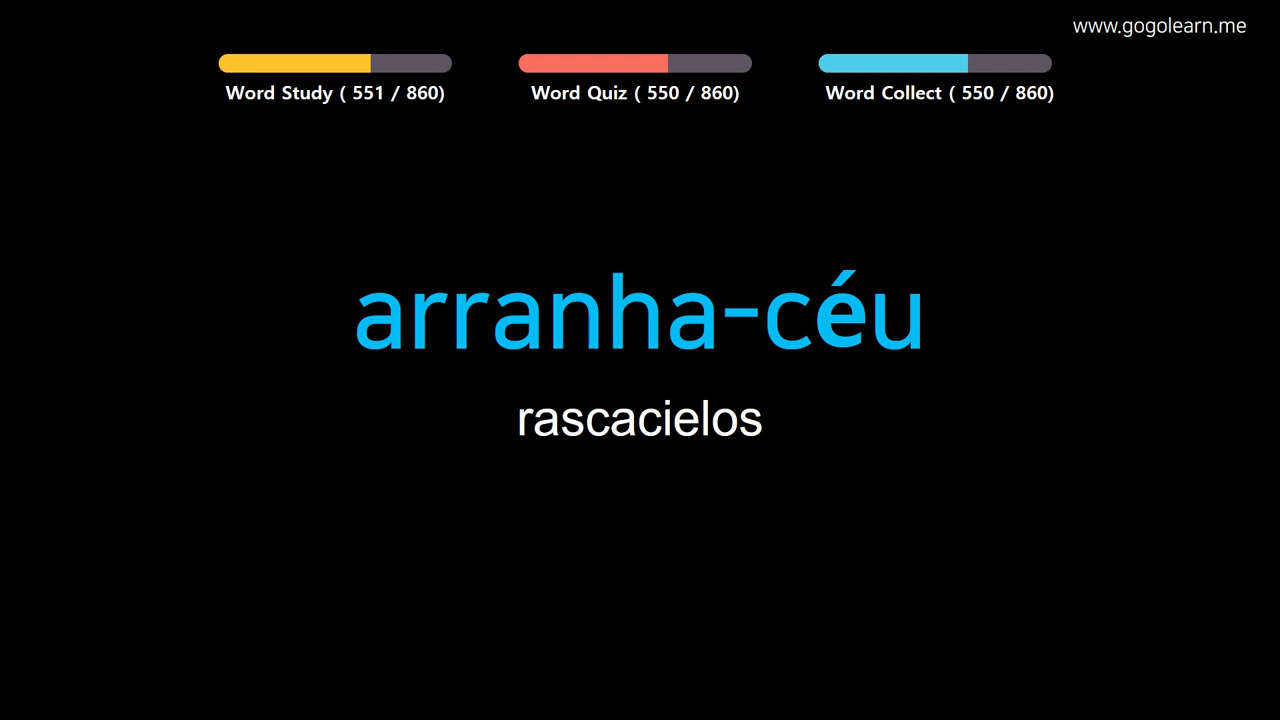 www.gogolearn.me
Word Study ( 551 / 860)
Word Quiz ( 550 / 860)
Word Collect ( 550 / 860)
arranha-céu
rascacielos